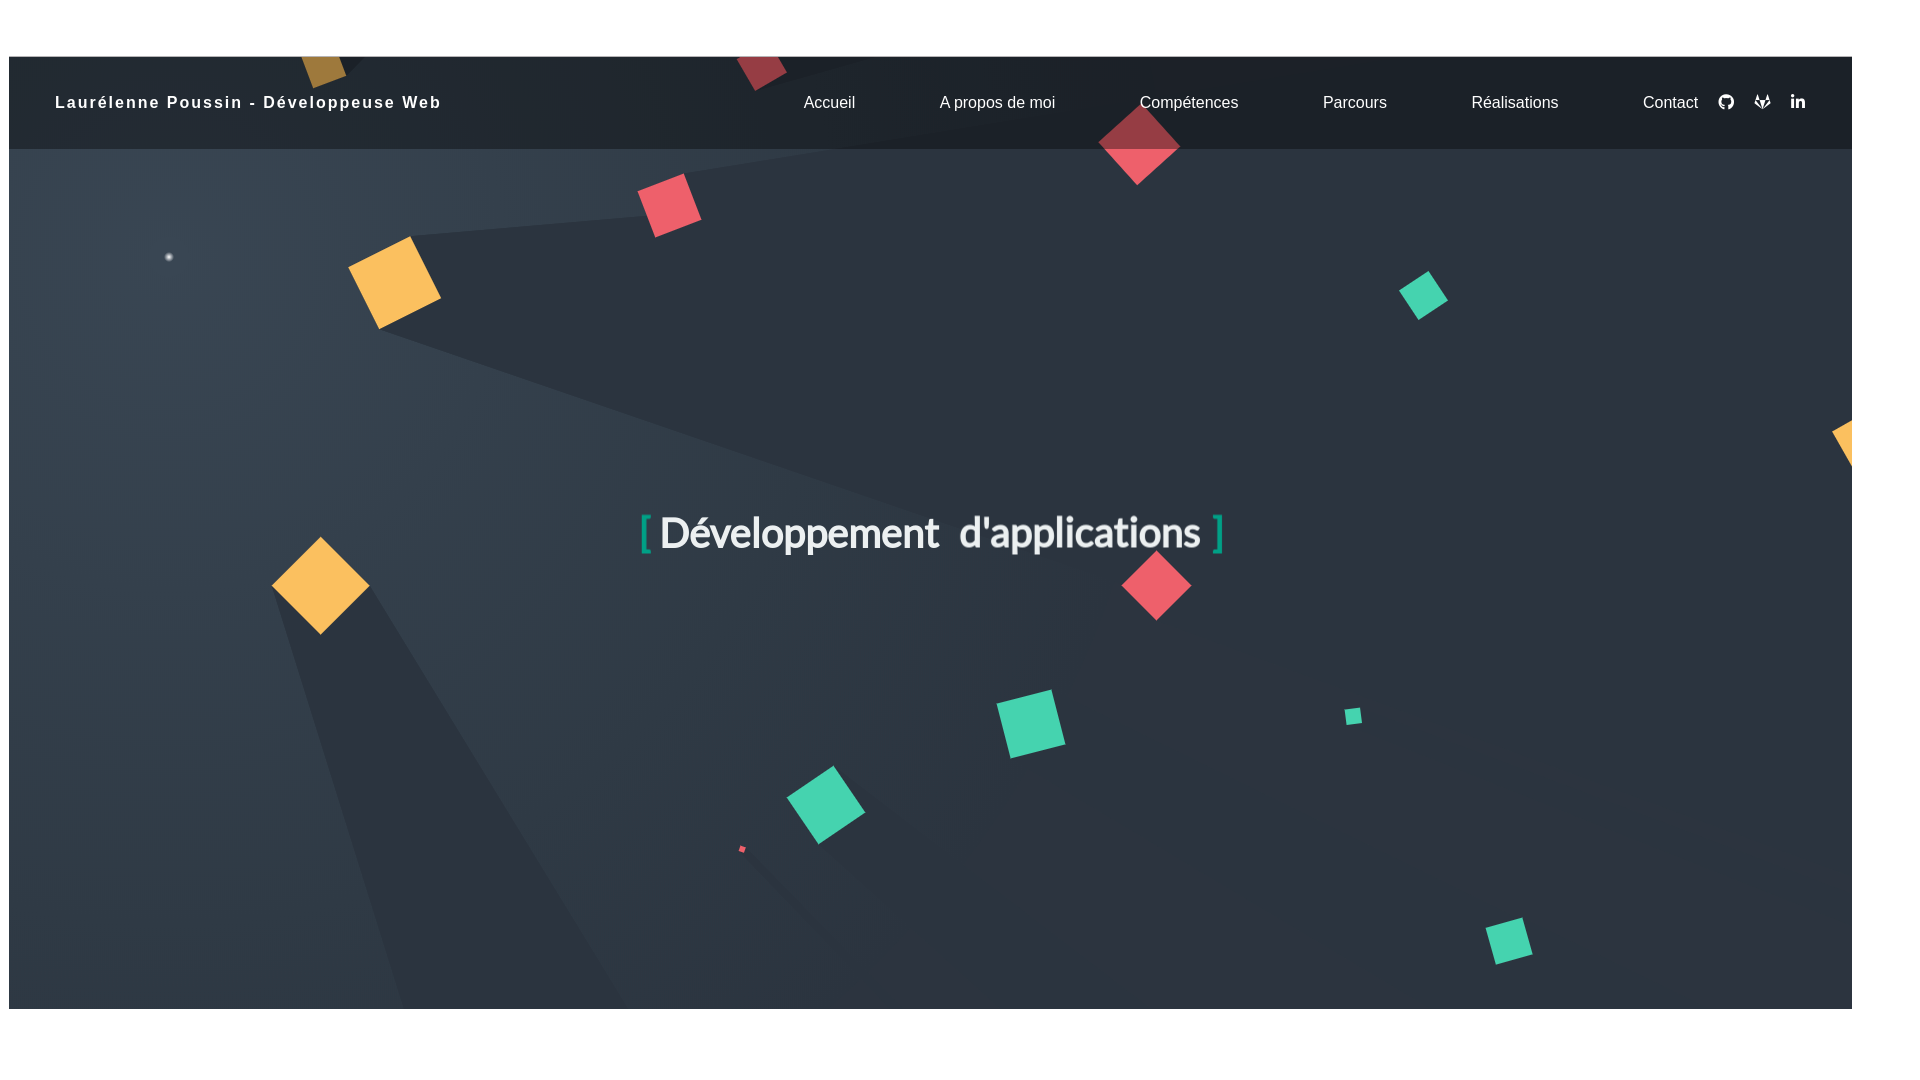 Laurélenne Poussin - Développeuse Web
Accueil A propos de moi Compétences Parcours Réalisations Contact
[ Développement d'applications ]